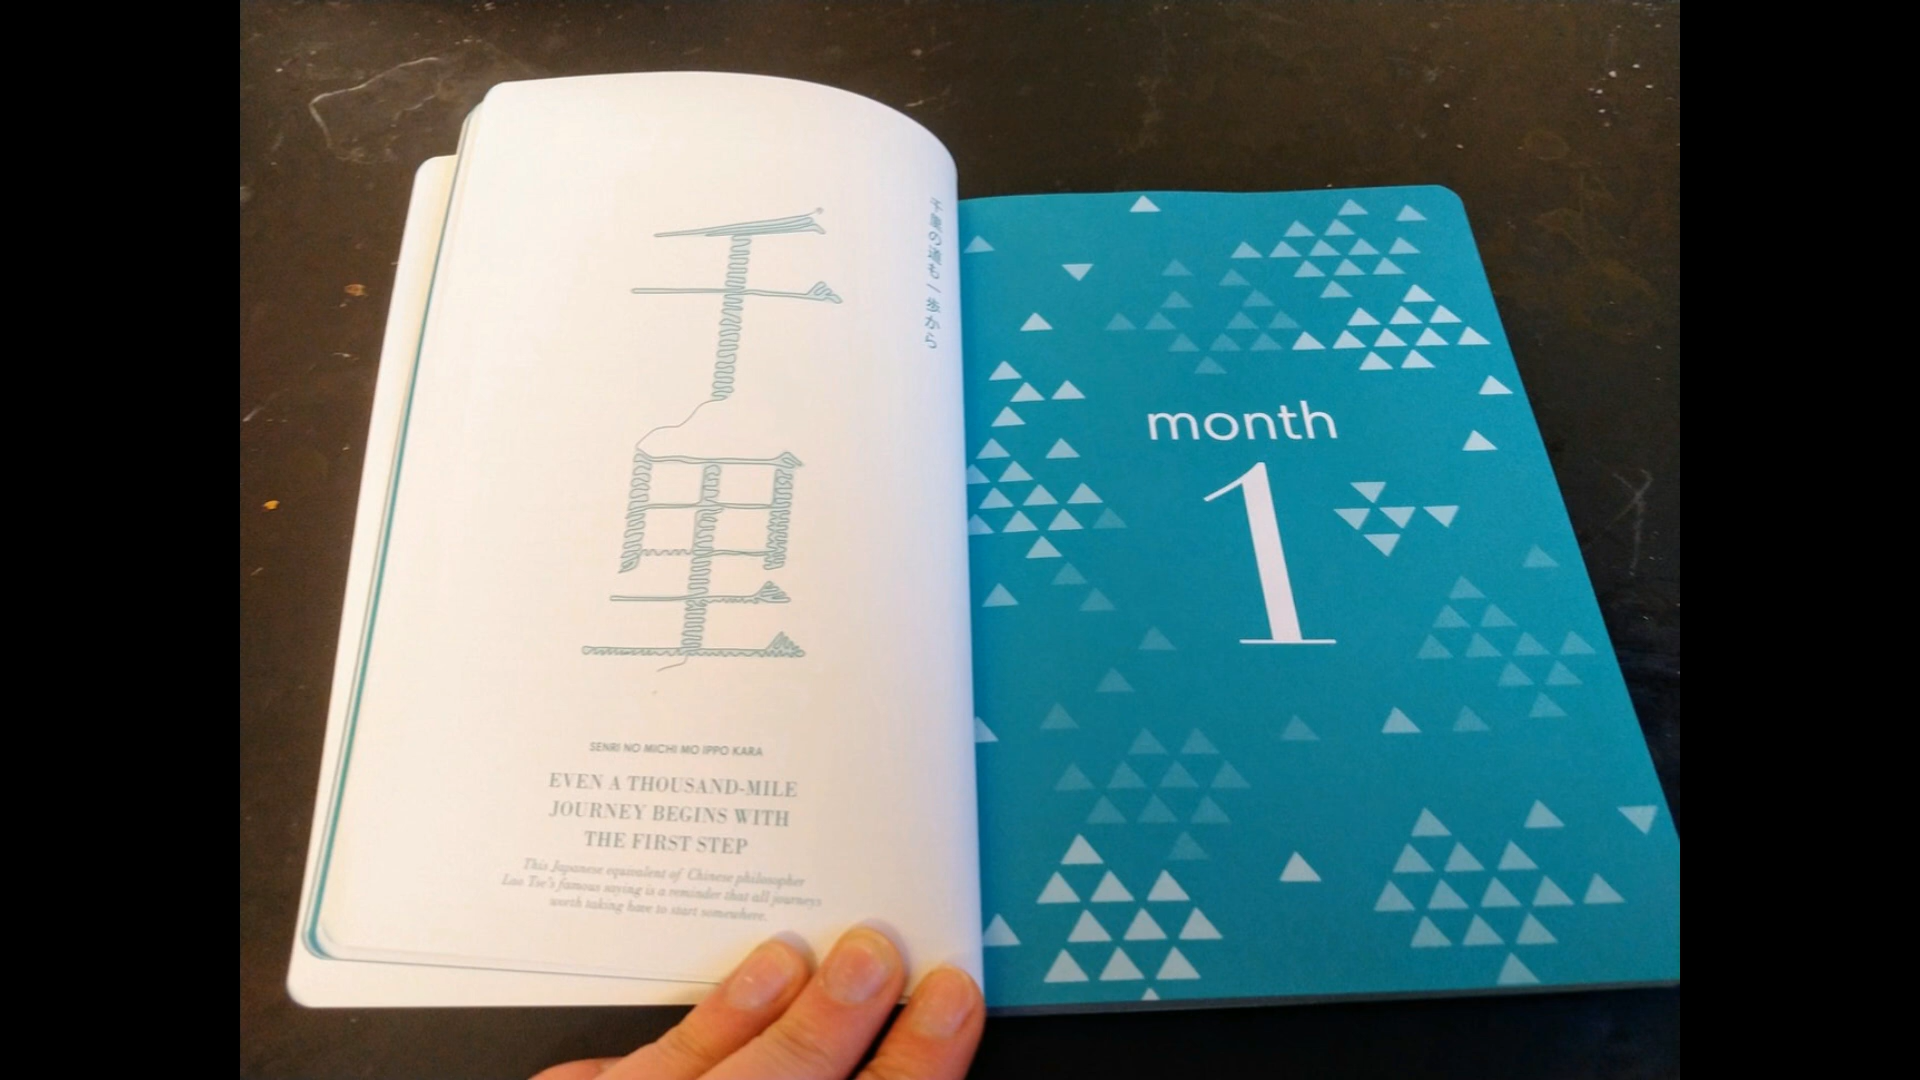 千里の道も一歩から
千里
SENRI NO MICHI MO IPPO KARA
EVEN A THOUSAND-MILE
JOURNEY BEGINS WITH
THE FIRST STEP
This Japanese equivalent of Chinese philosopher
Lao Tse's famous saying is a reminder that all journeys
worth taking have to start somewhere.
month
1